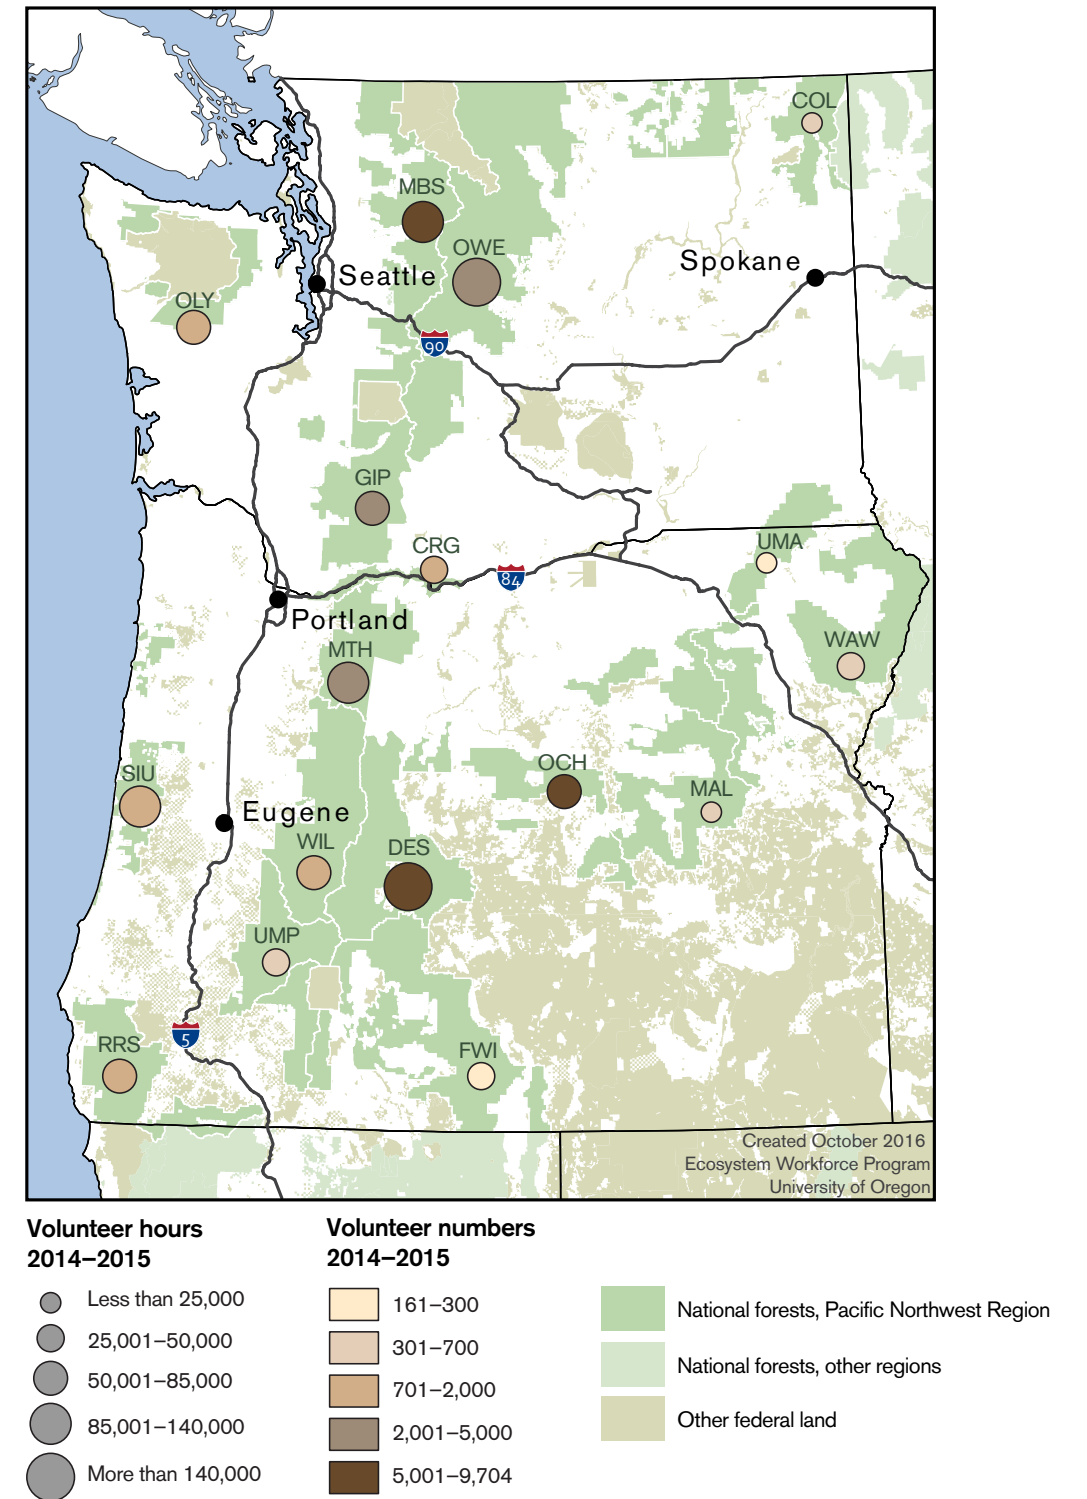 COL
MBS
OWE
Seattle
Spokane
OLY
90
GIP
CRG
UMA
84
Portland
MTH
WAW
SIU
OCH
MAL
Eugene
WIL
DES
UMP
5
RRS
FWI
Created October 2016
Ecosystem Workforce Program
University of Oregon
Volunteer hours
2014–2015
Less than 25,000
25,001–50,000
50,001–85,000
85,001–140,000
More than 140,000
Volunteer numbers
2014–2015
161–300
301–700
701–2,000
2,001–5,000
5,001–9,704
National forests, Pacific Northwest Region
National forests, other regions
Other federal land